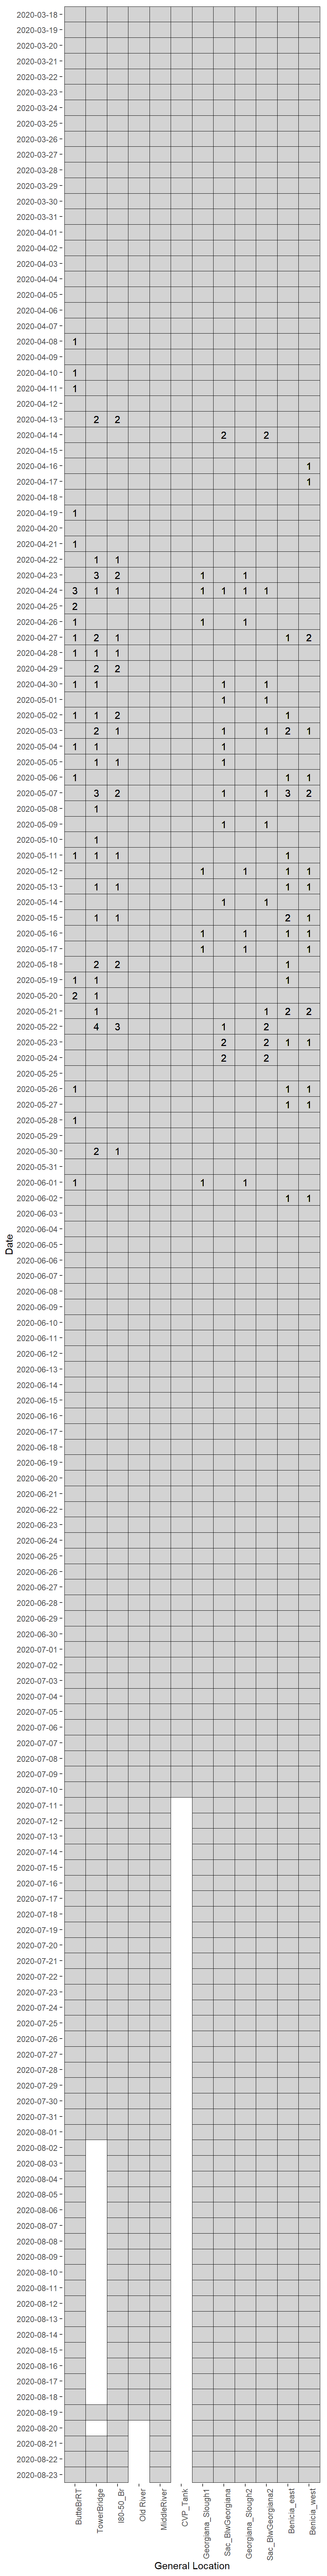 2020-03-18
2020-03-19
2020-03-20
2020-03-21
2020-03-22
2020-03-23
2020-03-24
2020-03-25
2020-03-26
2020-03-27
2020-03-28
2020-03-29
2020-03-30
2020-03-31
2020-04-01
2020-04-02
2020-04-03
2020-04-04
2020-04-05
2020-04-06
2020-04-07
2020-04-08 1
2020-04-09
2020-04-10 1
2020-04-11 1
2020-04-12
2020-04-13 2 2
2020-04-14 2 2
2020-04-15
2020-04-16 1
2020-04-17 1
2020-04-18
2020-04-19 1
2020-04-20
2020-04-21 1
2020-04-22 1 1
2020-04-23 3 2 1 1
2020-04-24 3 1 1 1 1 1 1
2020-04-25 2
2020-04-26 1 1 1
2020-04-27 1 2 1 1 2
2020-04-28 1 1 1
2020-04-29 2 2
2020-04-30 1 1 1 1
2020-05-01 1 1
2020-05-02 1 1 2 1
2020-05-03 2 1 1 1 2 1
2020-05-04 1 1 1
2020-05-05 1 1 1
2020-05-06 1 1 1
2020-05-07 3 2 1 1 3 2
2020-05-08 1
2020-05-09 1 1
2020-05-10 1
2020-05-11 1 1 1 1
2020-05-12 1 1 1 1
2020-05-13 1 1 1 1
2020-05-14 1 1
2020-05-15 1 1 2 1
2020-05-16 1 1 1 1
2020-05-17 1 1 1
2020-05-18 2 2 1
2020-05-19 1 1 1
2020-05-20 2 1
2020-05-21 1 1 2 2
2020-05-22 4 3 1 2
2020-05-23 2 2 1 1
2020-05-24 2 2
2020-05-25
2020-05-26 1 1 1
2020-05-27 1 1
2020-05-28 1
2020-05-29
2020-05-30 2 1
2020-05-31
2020-06-01 1 1 1
2020-06-02 1 1
2020-06-03
2020-06-04
2020-06-05
2020-06-06
2020-06-07
2020-06-08
2020-06-09
2020-06-10
2020-06-11
2020-06-12
2020-06-13
2020-06-14
2020-06-15
2020-06-16
2020-06-17
2020-06-18
2020-06-19
2020-06-20
2020-06-21
2020-06-22
2020-06-23
2020-06-24
2020-06-25
2020-06-26
2020-06-27
2020-06-28
2020-06-29
2020-06-30
2020-07-01
2020-07-02
2020-07-03
2020-07-04
2020-07-05
2020-07-06
2020-07-07
2020-07-08
2020-07-09
2020-07-10
2020-07-11
2020-07-12
2020-07-13
2020-07-14
2020-07-15
2020-07-16
2020-07-17
2020-07-18
2020-07-19
2020-07-20
2020-07-21
2020-07-22
2020-07-23
2020-07-24
2020-07-25
2020-07-26
2020-07-27
2020-07-28
2020-07-29
2020-07-30
2020-07-31
2020-08-01
2020-08-02
2020-08-03
2020-08-04
2020-08-05
2020-08-06
2020-08-07
2020-08-08
2020-08-09
2020-08-10
2020-08-11
2020-08-12
2020-08-13
2020-08-14
2020-08-15
2020-08-16
2020-08-17
2020-08-18
2020-08-19
2020-08-20
2020-08-21
2020-08-22
2020-08-23
Date
ButteBrRT
TowerBridge
I80-50_Br
Old River
MiddleRiver
CVP_Tank
Georgiana_Slough1
Sac_BlwGeorgiana
Georgiana_Slough2
Sac_BlwGeorgiana2
Benicia_east
Benicia_west
General Location